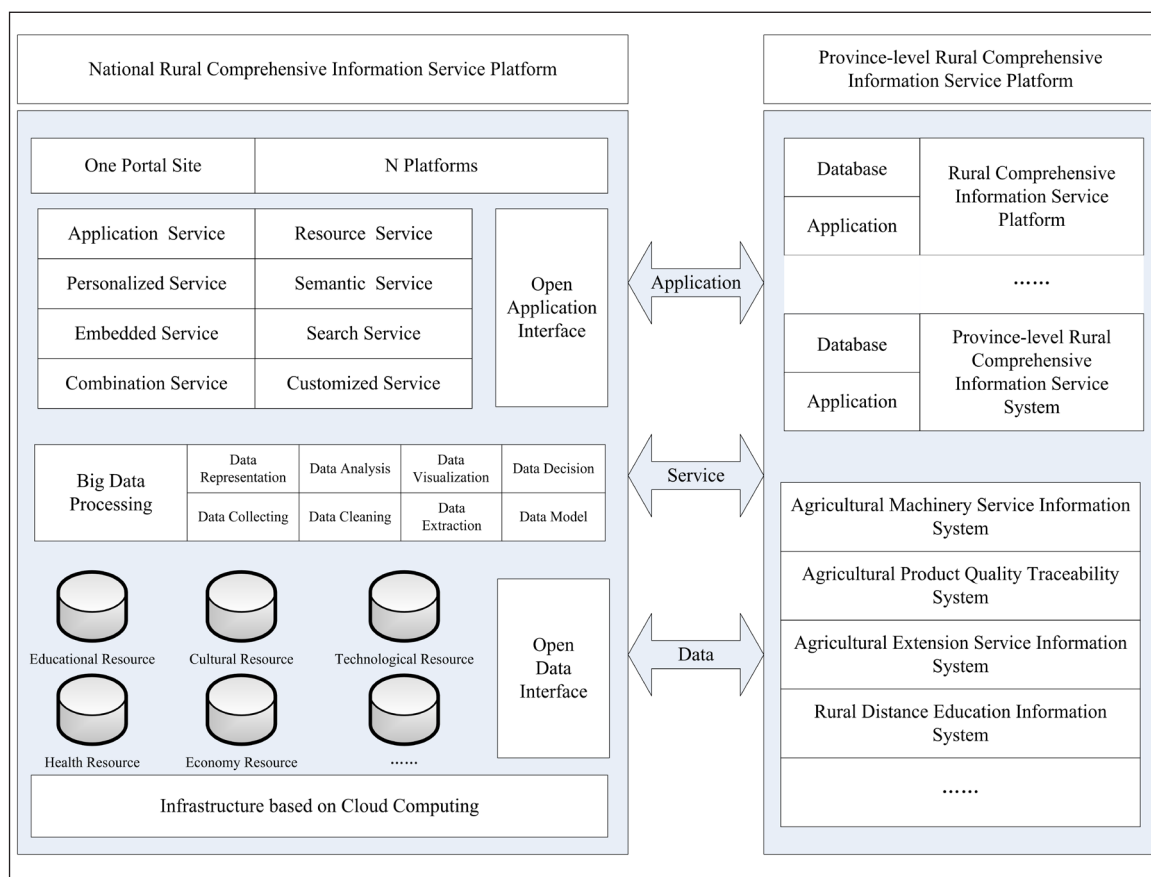 National Rural Comprehensive Information Service Platform
Province-level Rural Comprehensive
Information Service Platform
One Portal Site
N Platforms
Application Service
Resource Service
Personalized Service
Semantic Service
Embedded Service
Search Service
Combination Service
Customized Service
Open
Application
Interface
Big Data
Processing
Data
Representation
Data Analysis
Data
Visualization
Data Decision
Data Collecting
Data Cleaning
Data
Extraction
Data Model
Educational Resource
Cultural Resource
Technological Resource
Health Resource
Economy Resource
......
Open
Data
Interface
Infrastructure based on Cloud Computing
Application
Service
Data
Database
Application
Rural Comprehensive
Information Service
Platform
......
Database
Application
Province-level Rural
Comprehensive
Information Service
System
Agricultural Machinery Service Information
System
Agricultural Product Quality Traceability
System
Agricultural Extension Service Information
System
Rural Distance Education Information
System
......